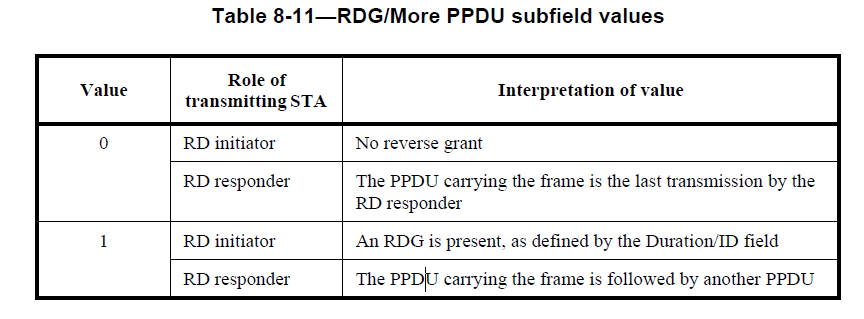 Table 8-11—RDG/More PPDU subfield values
Value
Role of
transmitting STA
Interpretation of value
0
RD initiator
No reverse grant
RD responder
The PPDU carrying the frame is the last transmission by the
RD responder
1
RD initiator
An RDG is present, as defined by the Duration/ID field
RD responder
The PPDU carrying the frame is followed by another PPDU